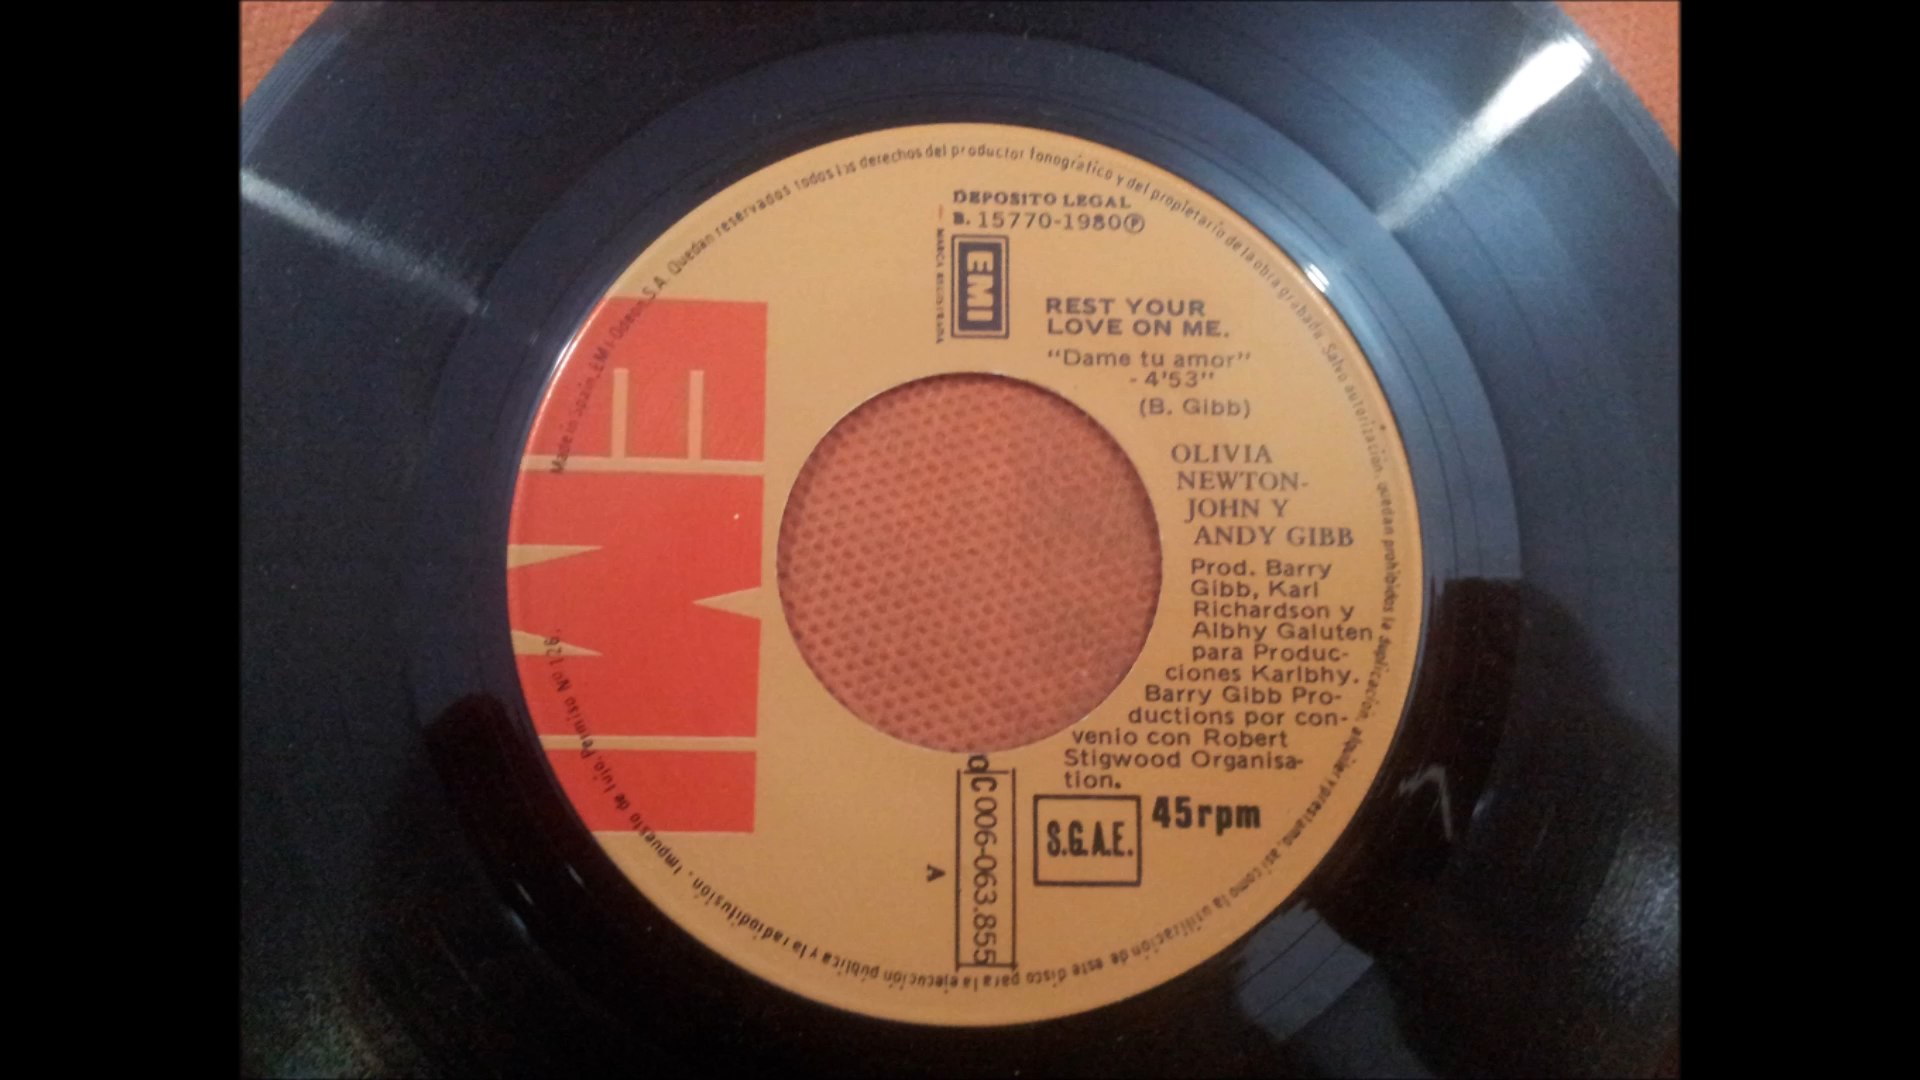 Made in Spain, EMI Odeon, S.A. Quedan reservados todos los derechos del productor fonográfico y del propietario de la obra grabada. Salvo autorización, quedan prohibidos la duplicación, alquiler y prestamo, así como la utilización de este disco para la ejecución pública y la radiodifusión. Impuesto de lujo, Permiso Nº 126.
DEPOSITO LEGAL
B. 15770-1980Ⓟ
EMI
MARCA REGISTRADA
REST YOUR
LOVE ON ME.
"Dame tu amor"
- 4'53"
(B. Gibb)
OLIVIA
NEWTON-
JOHN Y
ANDY GIBB
Prod. Barry
Gibb, Karl
Richardson y
Albhy Galuten
para Produc-
ciones Karlbhy.
Barry Gibb Pro-
ductions por con-
venio con Robert
Stigwood Organisa-
tion.
S.G.A.E.
45rpm
C006-063.855
A
EMI